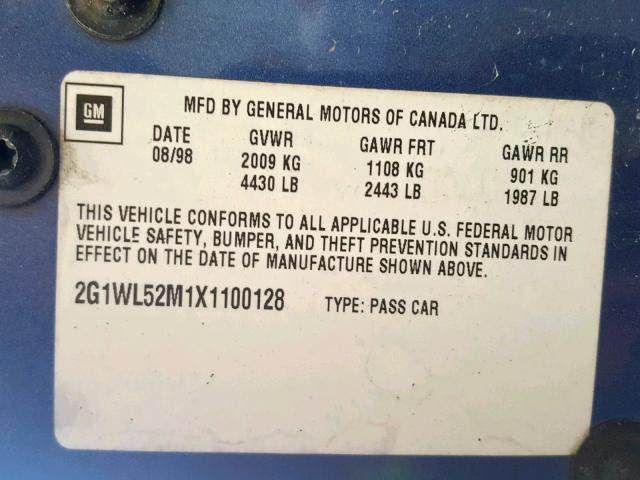 GM
MFD BY GENERAL MOTORS OF CANADA LTD.
DATE GVWR GAWR FRT GAWR RR
08/98 2009 KG 1108 KG 901 KG
4430 LB 2443 LB 1987 LB
THIS VEHICLE CONFORMS TO ALL APPLICABLE U.S. FEDERAL MOTOR
VEHICLE SAFETY, BUMPER, AND THEFT PREVENTION STANDARDS IN
EFFECT ON THE DATE OF MANUFACTURE SHOWN ABOVE.
2G1WL52M1X1100128 TYPE: PASS CAR